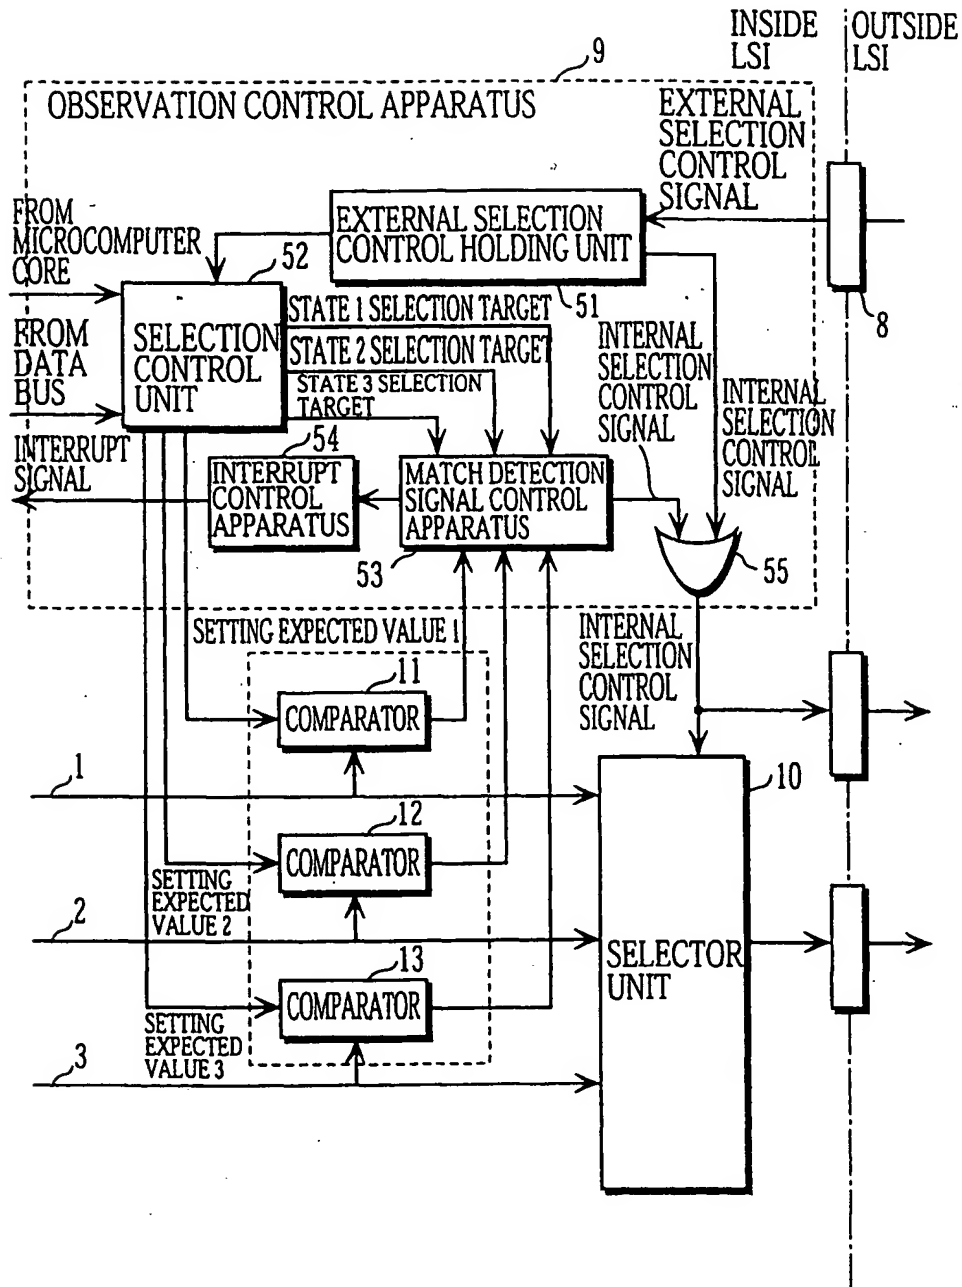 INSIDE
LSI
OUTSIDE
LSI
9
OBSERVATION CONTROL APPARATUS
EXTERNAL
SELECTION
CONTROL
SIGNAL
8
EXTERNAL SELECTION
CONTROL HOLDING UNIT
51
FROM
MICROCOMPUTER
CORE
52
SELECTION
CONTROL
UNIT
FROM
DATA
BUS
STATE 1 SELECTION TARGET
STATE 2 SELECTION TARGET
STATE 3 SELECTION
TARGET
INTERNAL
SELECTION
CONTROL
SIGNAL
INTERNAL
SELECTION
CONTROL
SIGNAL
INTERRUPT
SIGNAL
54
INTERRUPT
CONTROL
APPARATUS
MATCH DETECTION
SIGNAL CONTROL
APPARATUS
53
55
SETTING EXPECTED VALUE 1
INTERNAL
SELECTION
CONTROL
SIGNAL
11
COMPARATOR
1
10
12
COMPARATOR
SETTING
EXPECTED
VALUE 2
2
SELECTOR
UNIT
13
COMPARATOR
SETTING
EXPECTED
VALUE 3
3